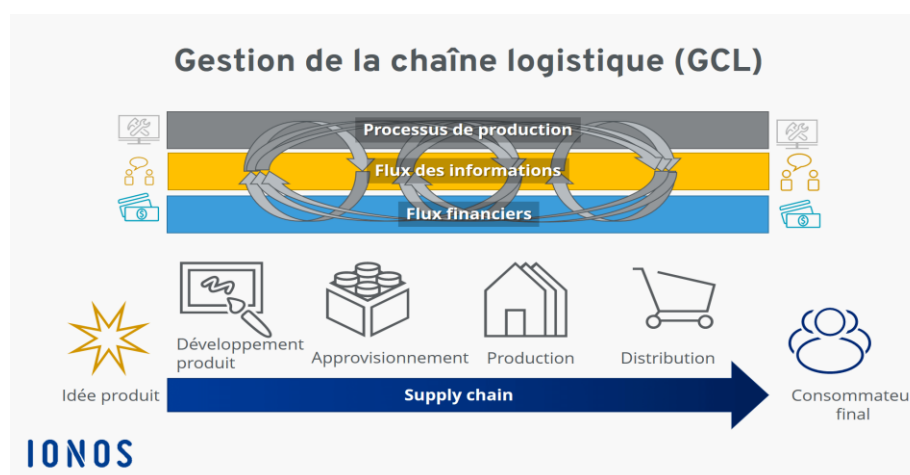 Gestion de la chaîne logistique (GCL)
Processus de production
Flux des informations
Flux financiers
Développement
produit
Approvisionnement
Production
Distribution
Idée produit
Supply chain
Consommateu
final
IONOS